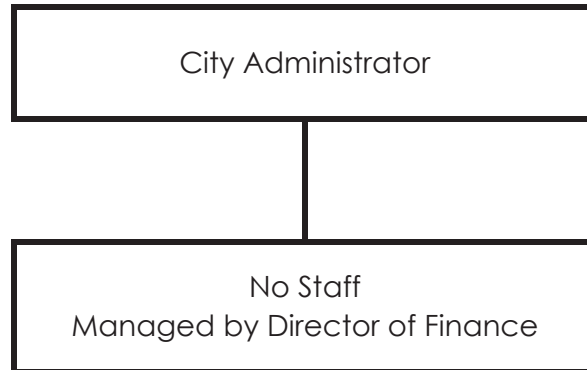 City Administrator
No Staff
Managed by Director of Finance